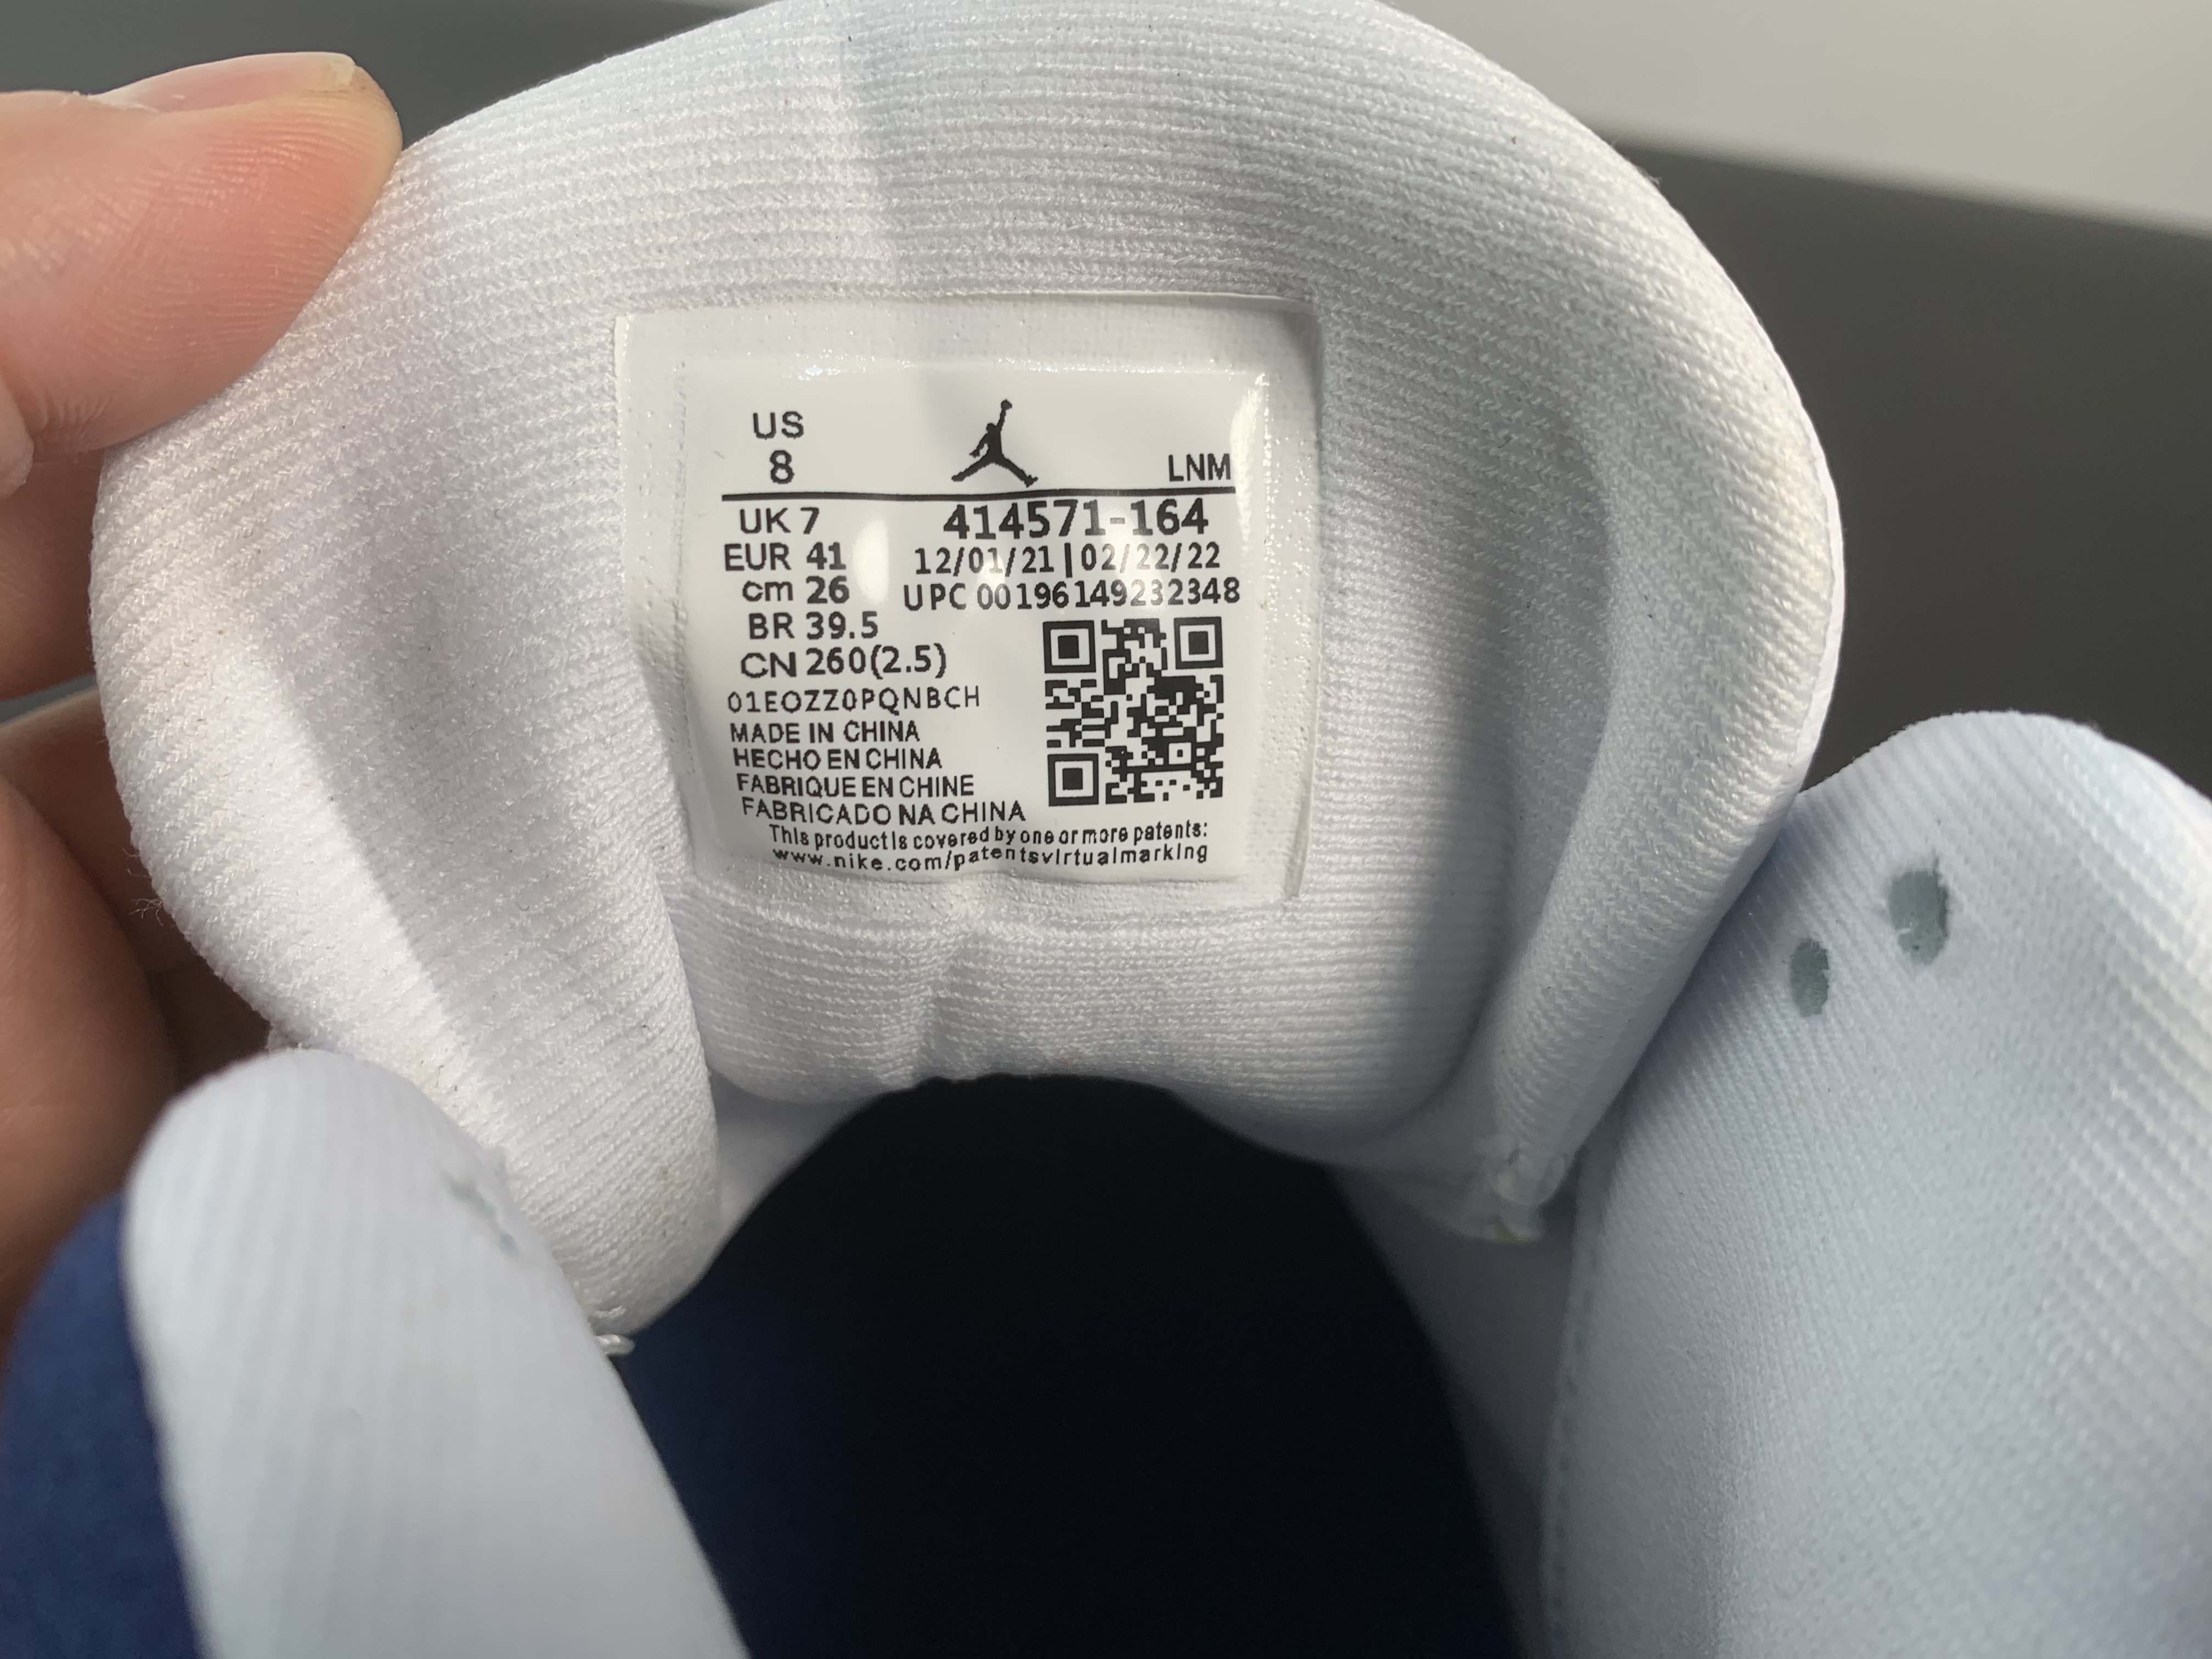 US
8
LNM
UK 7
414571-164
EUR 41
12/01/21 | 02/22/22
cm 26
UPC 00196149232348
BR 39.5
CN 260(2.5)
01EOZZ0PQNBCH
MADE IN CHINA
HECHO EN CHINA
FABRIQUE EN CHINE
FABRICADO NA CHINA
This product is covered by one or more patents:
www.nike.com/patentsvirtualmarking